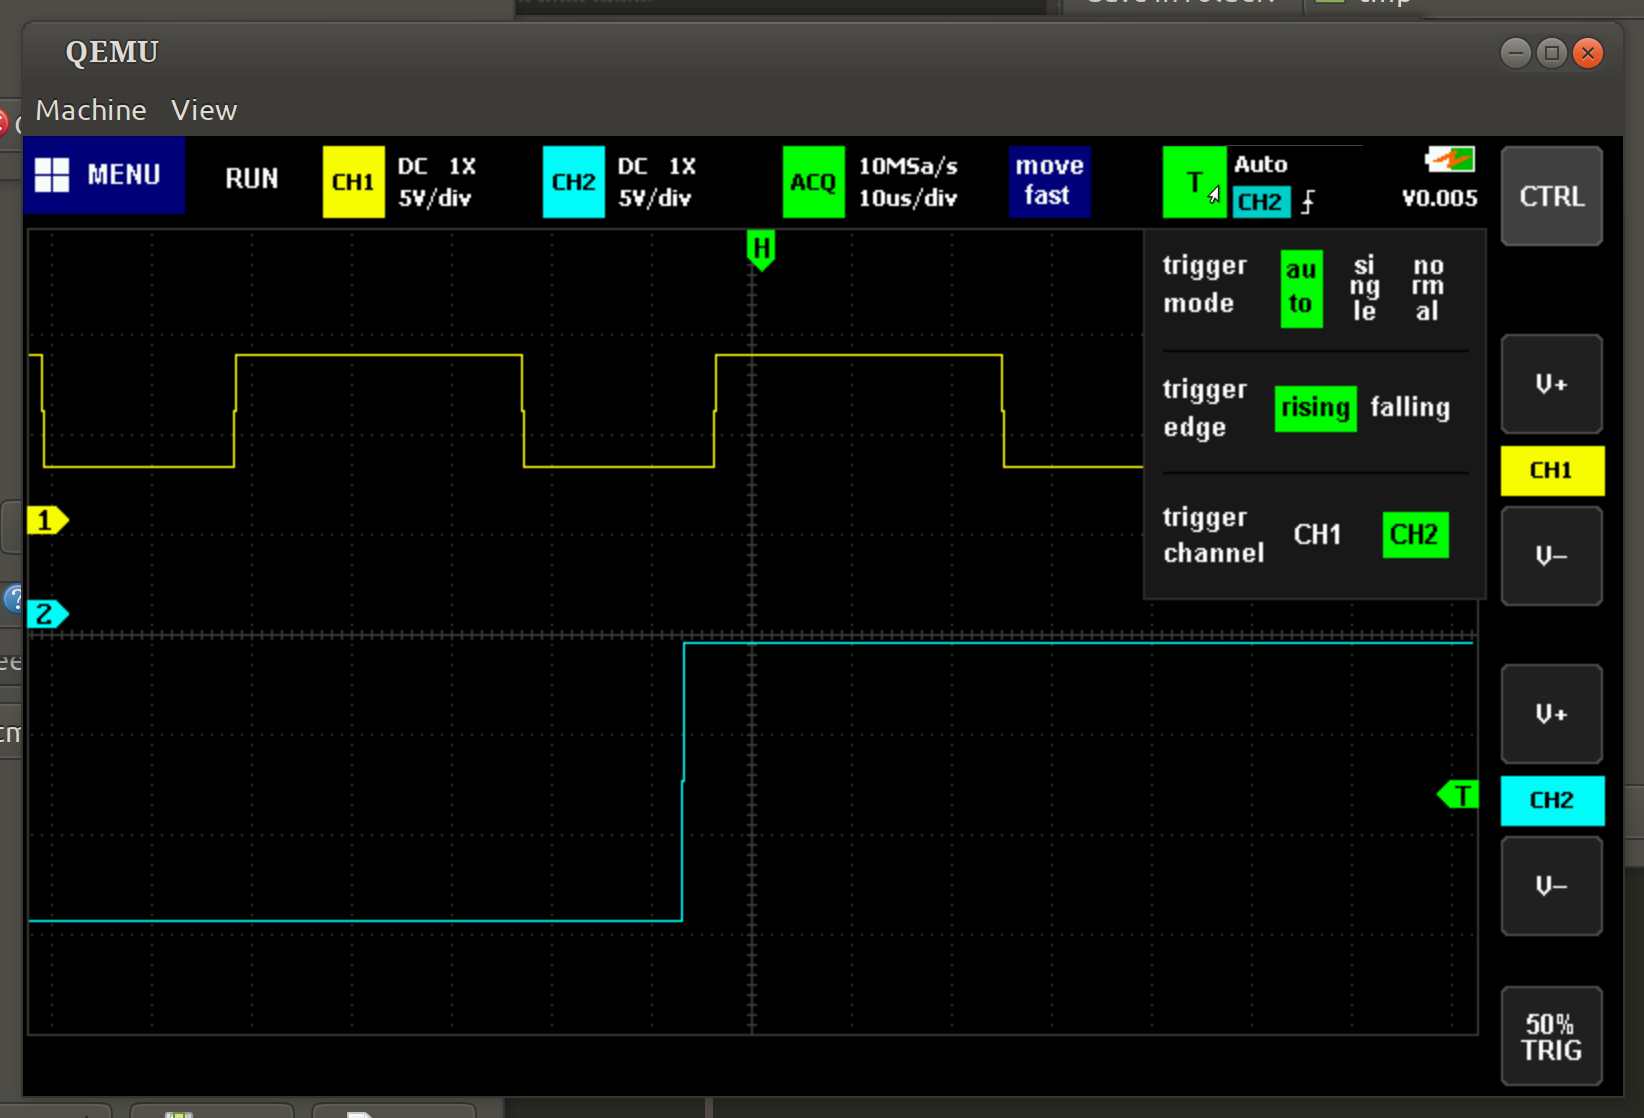 QEMU
Machine View
MENU
RUN
CH1
DC 1X
5V/div
CH2
DC 1X
5V/div
ACQ
10MSa/s
10us/div
move
fast
T
Auto
CH2
V0.005
CTRL
H
trigger
mode
au
to
si
ng
le
no
rm
al
trigger
edge
rising
falling
trigger
channel
CH1
CH2
1
2
T
V+
CH1
V-
V+
CH2
V-
50%
TRIG